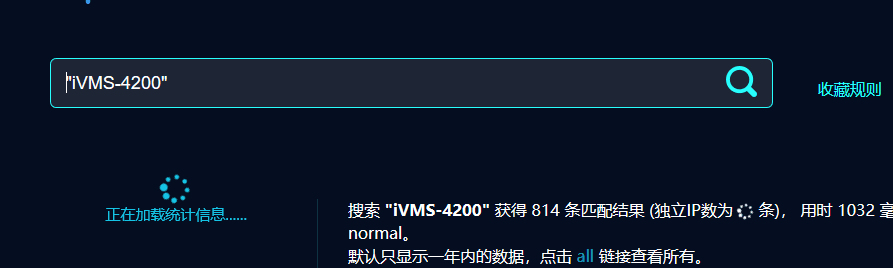 "iVMS-4200"
收藏规则
正在加载统计信息......
搜索 "iVMS-4200" 获得 814 条匹配结果 (独立IP数为 条)， 用时 1032 毫
normal。
默认只显示一年内的数据，点击 all 链接查看所有。